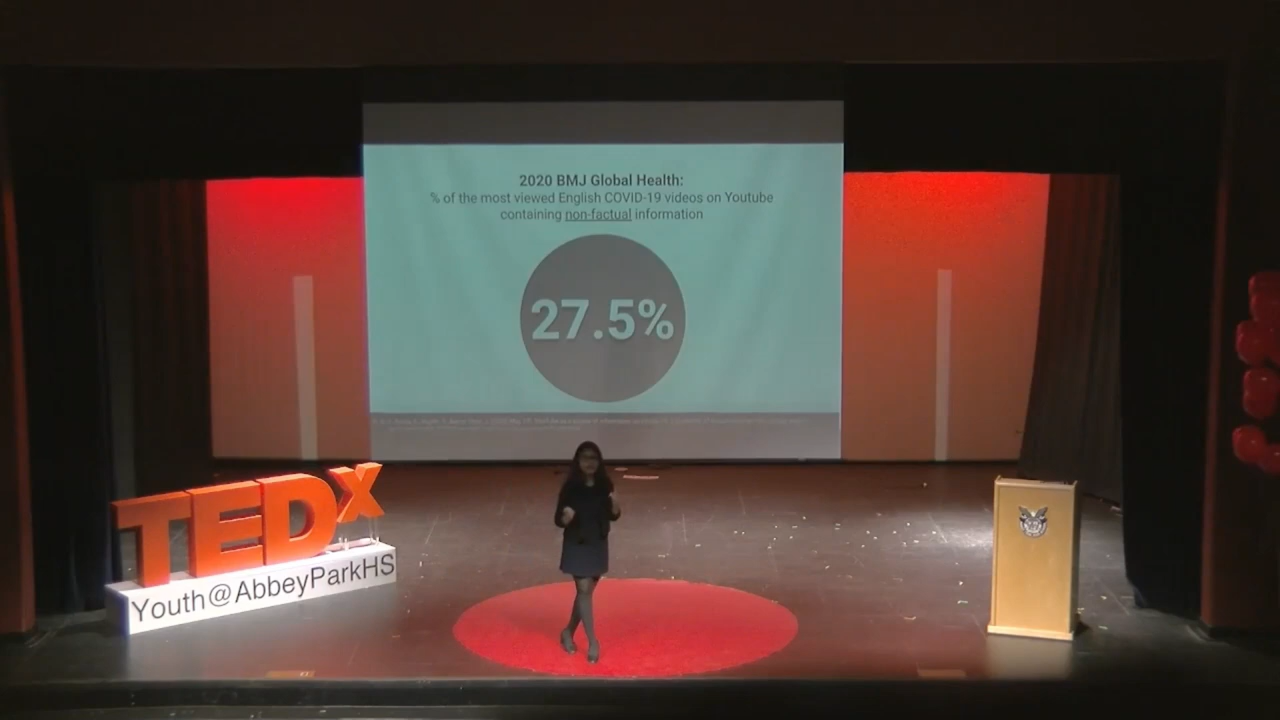 2020 BMJ Global Health:
% of the most viewed English COVID-19 videos on Youtube
containing non-factual information
27.5%
TEDx
Youth@AbbeyParkHS